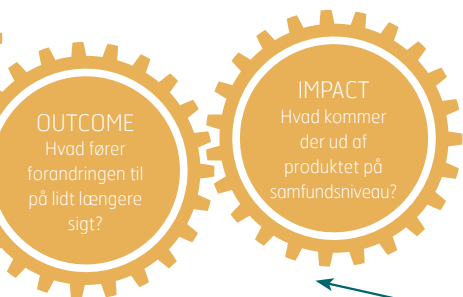 OUTCOME
Hvad fører
forandringen til
på lidt længere
sigt?
IMPACT
Hvad kommer
der ud af
produktet på
samfundsniveau?